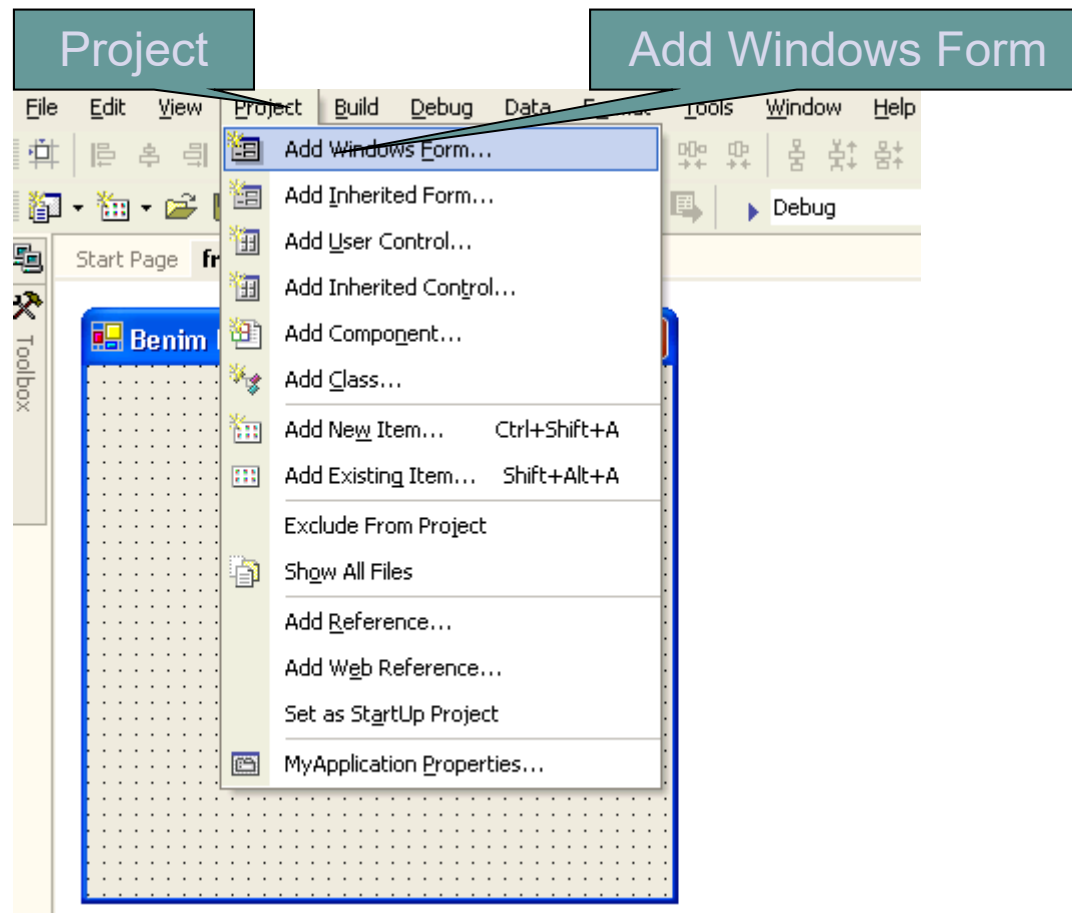 Project
Add Windows Form
File Edit View Project Build Debug Data Tools Window Help
Add Windows Form...
Add Inherited Form...
Debug
Add User Control...
Start Page fr
Add Inherited Control...
Toolbox
Benim
Add Component...
Add Class...
Add New Item... Ctrl+Shift+A
Add Existing Item... Shift+Alt+A
Exclude From Project
Show All Files
Add Reference...
Add Web Reference...
Set as StartUp Project
MyApplication Properties...